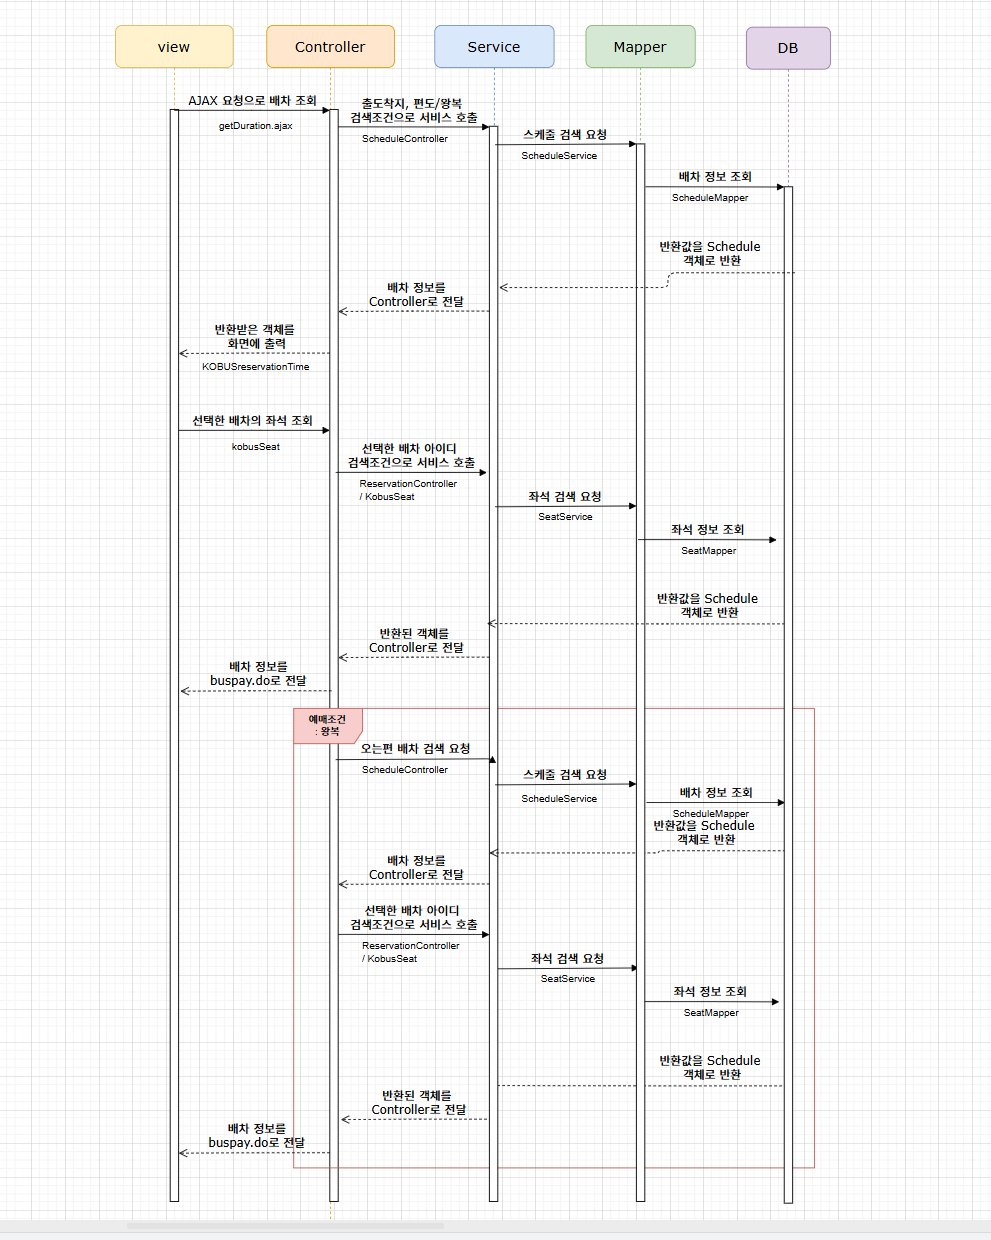 view
Controller
Service
Mapper
DB
AJAX 요청으로 배차 조회
getDuration.ajax
출도착지, 편도/왕복
검색조건으로 서비스 호출
ScheduleController
스케줄 검색 요청
ScheduleService
배차 정보 조회
ScheduleMapper
반환값을 Schedule
객체로 반환
배차 정보를
Controller로 전달
반환받은 객체를
화면에 출력
KOBUSreservationTime
선택한 배차의 좌석 조회
kobusSeat
선택한 배차 아이디
검색조건으로 서비스 호출
ReservationController
/ KobusSeat
좌석 검색 요청
SeatService
좌석 정보 조회
SeatMapper
반환값을 Schedule
객체로 반환
반환된 객체를
Controller로 전달
배차 정보를
buspay.do로 전달
예매조건
: 왕복
오는편 배차 검색 요청
ScheduleController
스케줄 검색 요청
ScheduleService
배차 정보 조회
ScheduleMapper
반환값을 Schedule
객체로 반환
배차 정보를
Controller로 전달
선택한 배차 아이디
검색조건으로 서비스 호출
ReservationController
/ KobusSeat
좌석 검색 요청
SeatService
좌석 정보 조회
SeatMapper
반환값을 Schedule
객체로 반환
반환된 객체를
Controller로 전달
배차 정보를
buspay.do로 전달